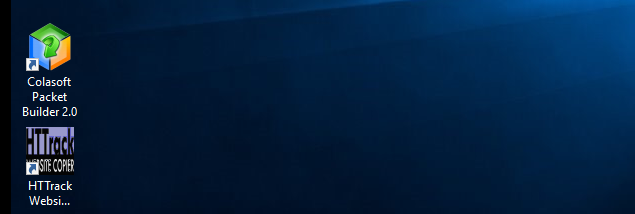 Colasoft
Packet
Builder 2.0
HTTrack
WEBSITE COPIER
HTTrack
Websi...